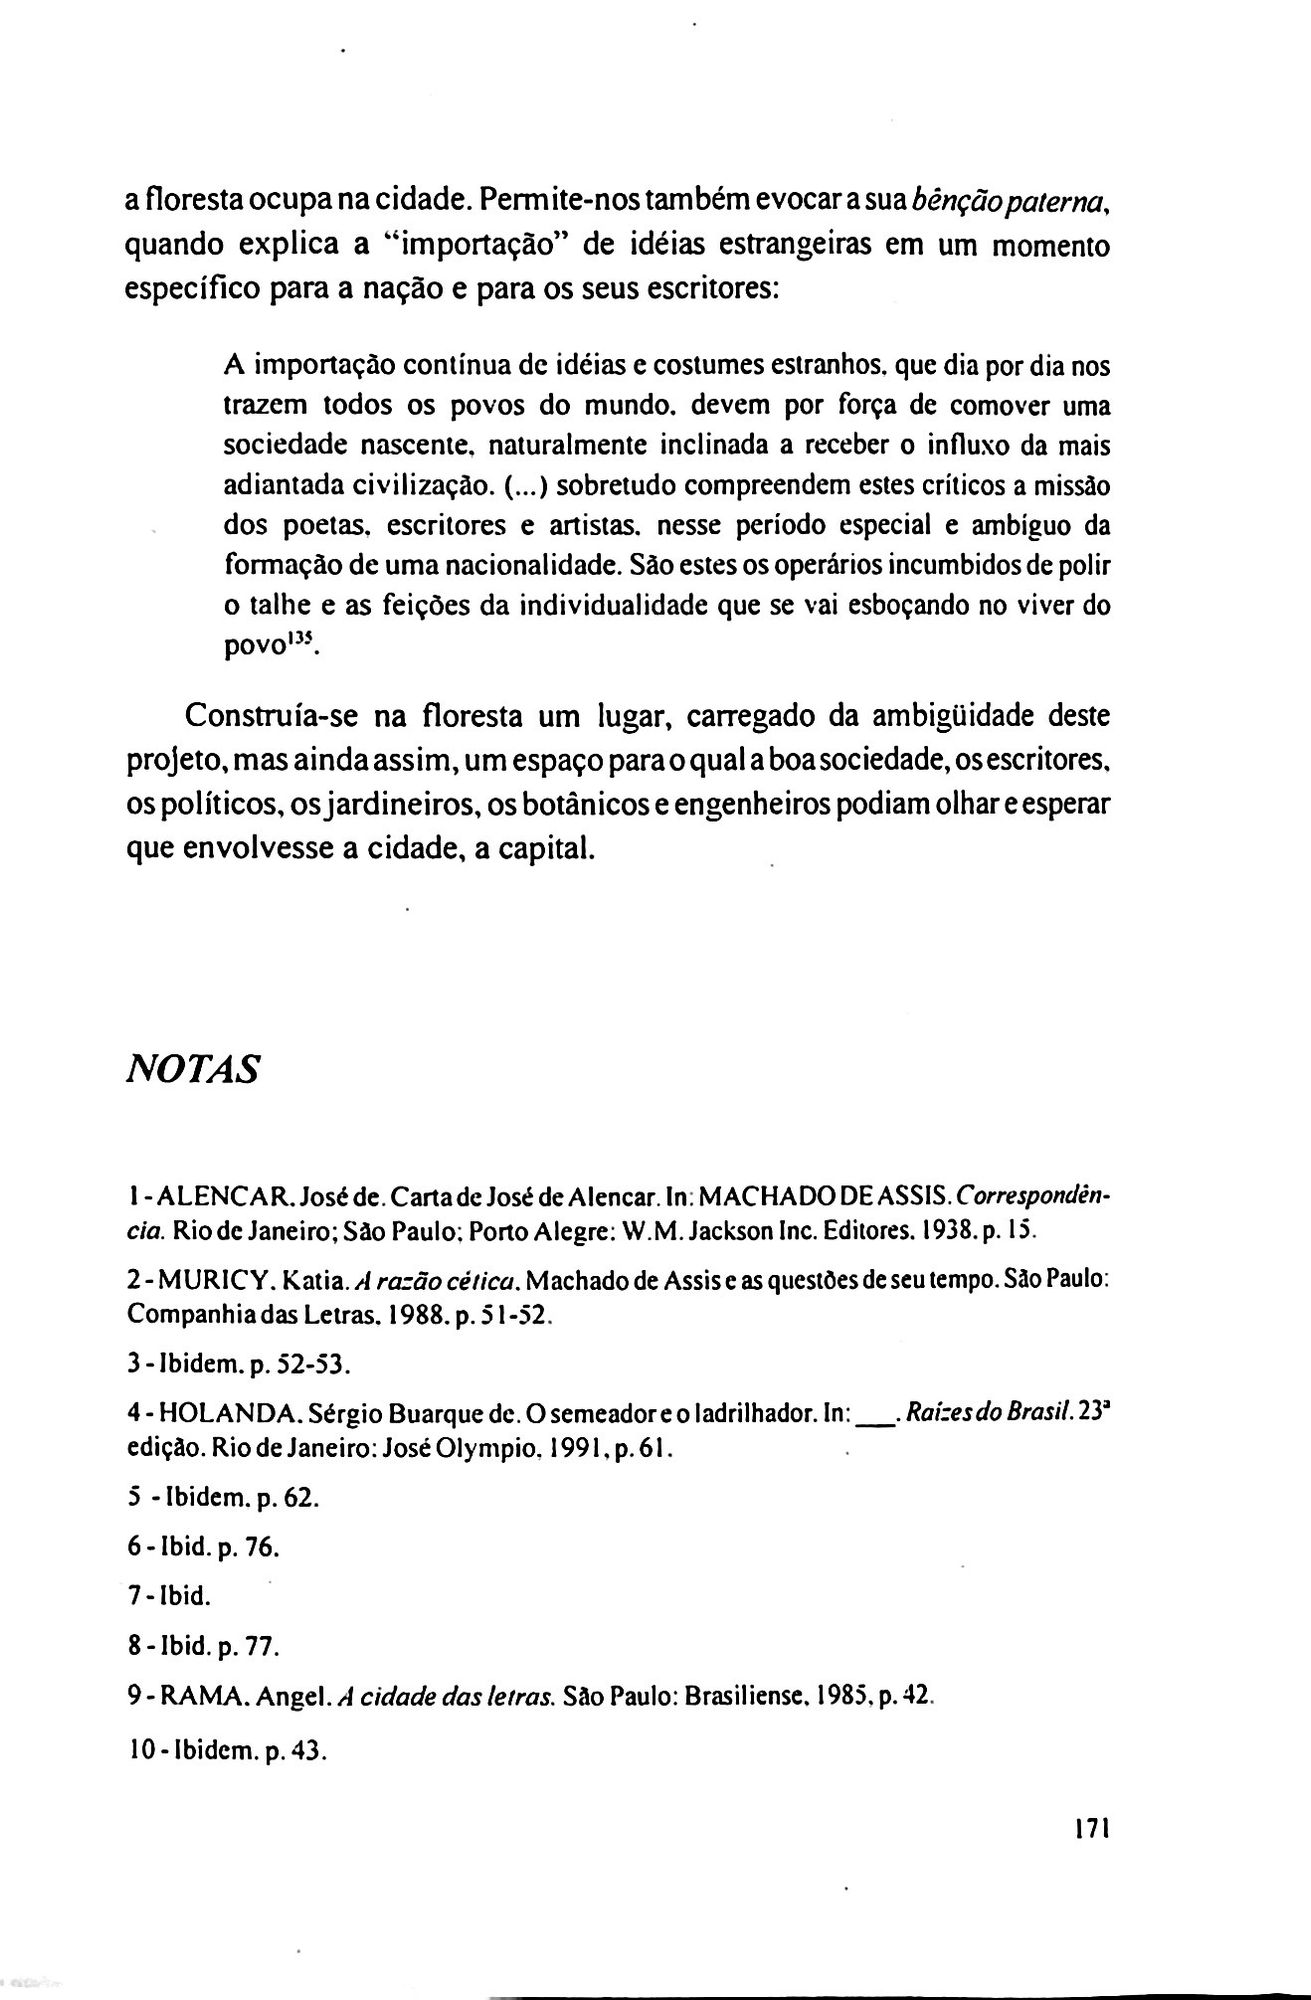 a floresta ocupa na cidade. Permite-nos também evocar a sua bênção paterna,
quando explica a “importação” de idéias estrangeiras em um momento
específico para a nação e para os seus escritores:
A importação contínua de idéias e costumes estranhos, que dia por dia nos
trazem todos os povos do mundo, devem por força de comover uma
sociedade nascente, naturalmente inclinada a receber o influxo da mais
adiantada civilização. (...) sobretudo compreendem estes críticos a missão
dos poetas, escritores e artistas, nesse período especial e ambíguo da
formação de uma nacionalidade. São estes os operários incumbidos de polir
o talhe e as feições da individualidade que se vai esboçando no viver do
povo¹³⁵.
Construía-se na floresta um lugar, carregado da ambigüidade deste
projeto, mas ainda assim, um espaço para o qual a boa sociedade, os escritores,
os políticos, os jardineiros, os botânicos e engenheiros podiam olhar e esperar
que envolvesse a cidade, a capital.
NOTAS
1 - ALENCAR, José de. Carta de José de Alencar. In: MACHADO DE ASSIS. Correspondên-
cia. Rio de Janeiro; São Paulo; Porto Alegre: W.M. Jackson Inc. Editores, 1938. p. 15.
2 - MURICY, Katia. A razão cética. Machado de Assis e as questões de seu tempo. São Paulo:
Companhia das Letras, 1988. p. 51-52.
3 - Ibidem. p. 52-53.
4 - HOLANDA, Sérgio Buarque de. O semeador e o ladrilhador. In: ___. Raízes do Brasil. 23ª
edição. Rio de Janeiro: José Olympio, 1991, p. 61.
5 - Ibidem. p. 62.
6 - Ibid. p. 76.
7 - Ibid.
8 - Ibid. p. 77.
9 - RAMA, Angel. A cidade das letras. São Paulo: Brasiliense, 1985, p. 42.
10 - Ibidem. p. 43.
171